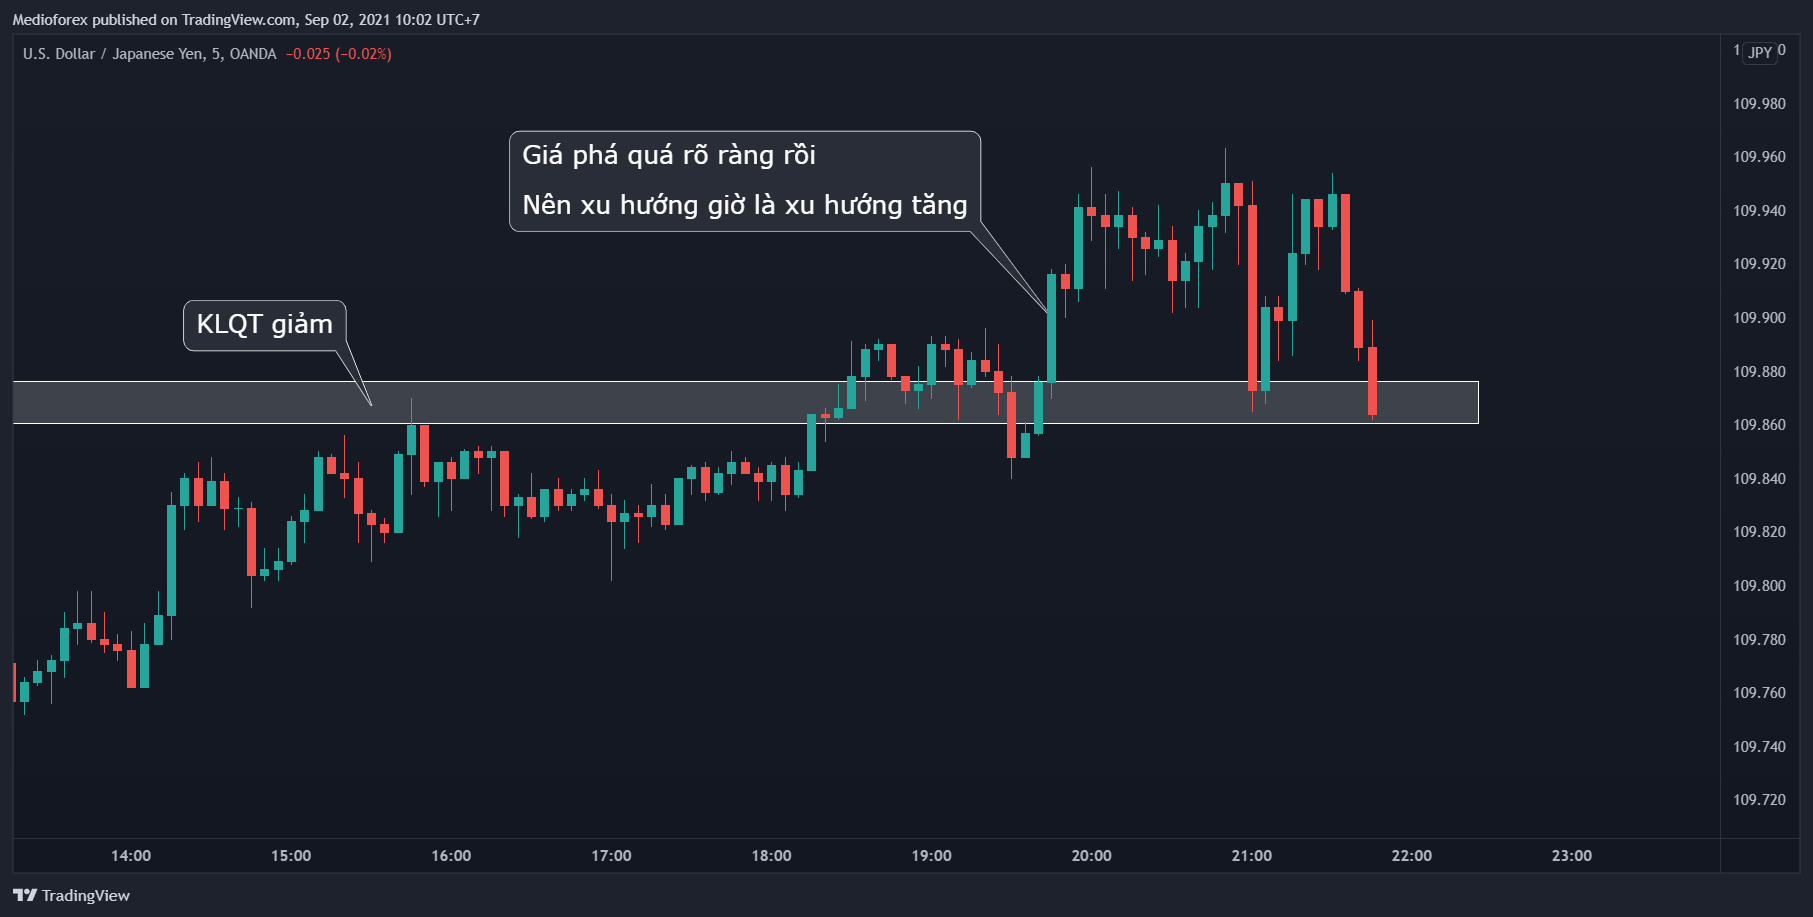 Medioforex published on TradingView.com, Sep 02, 2021 10:02 UTC+7
U.S. Dollar / Japanese Yen, 5, OANDA −0.025 (−0.02%)
JPY
109.980
Giá phá quá rõ ràng rồi
Nên xu hướng giờ là xu hướng tăng
109.960
109.940
109.920
KLQT giảm
109.900
109.880
109.860
109.840
109.820
109.800
109.780
109.760
109.740
109.720
14:00 15:00 16:00 17:00 18:00 19:00 20:00 21:00 22:00 23:00
TradingView